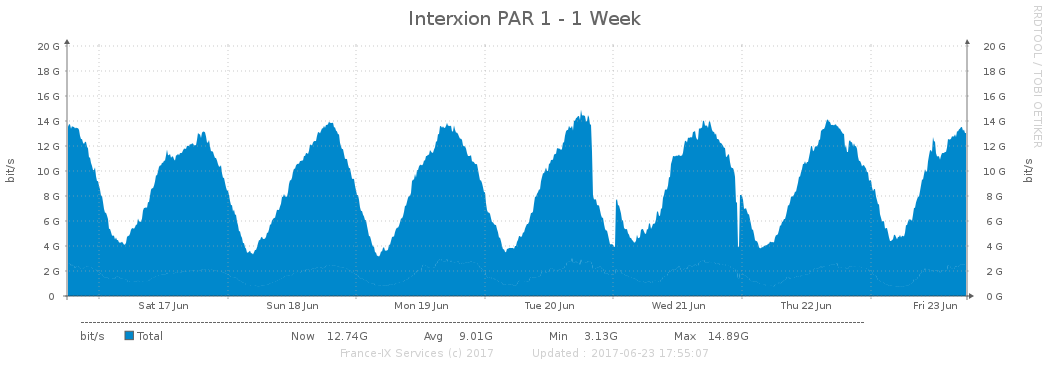 Interxion PAR 1 - 1 Week
RRDTOOL / TOBI OETIKER
20 G 20 G
18 G 18 G
16 G 16 G
14 G 14 G
12 G 12 G
10 G 10 G
8 G 8 G
6 G 6 G
4 G 4 G
2 G 2 G
0 0 G
bit/s
bit/s
Sat 17 Jun Sun 18 Jun Mon 19 Jun Tue 20 Jun Wed 21 Jun Thu 22 Jun Fri 23 Jun
bit/s Total Now 12.74G Avg 9.01G Min 3.13G Max 14.89G
France-IX Services (c) 2017 Updated : 2017-06-23 17:55:07